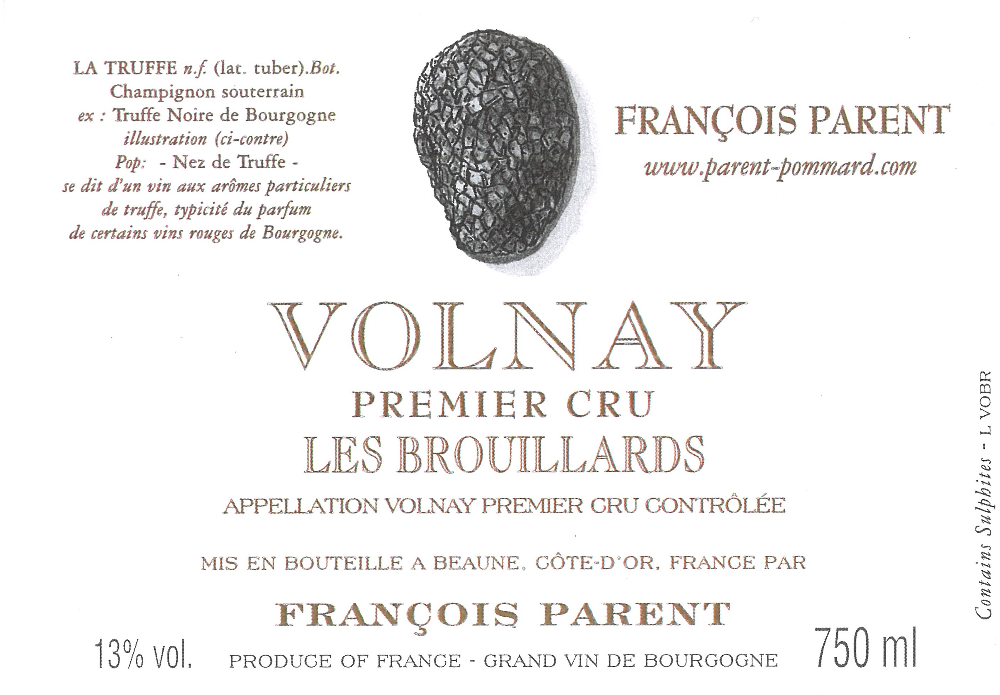 LA TRUFFE n.f. (lat. tuber).Bot.
Champignon souterrain
ex : Truffe Noire de Bourgogne
illustration (ci-contre)
Pop: - Nez de Truffe -
se dit d'un vin aux arômes particuliers
de truffe, typicité du parfum
de certains vins rouges de Bourgogne.
FRANÇOIS PARENT
www.parent-pommard.com
VOLNAY
PREMIER CRU
LES BROUILLARDS
APPELLATION VOLNAY PREMIER CRU CONTRÔLÉE
MIS EN BOUTEILLE A BEAUNE, CÔTE-D'OR, FRANCE PAR
FRANÇOIS PARENT
13% vol.
PRODUCE OF FRANCE - GRAND VIN DE BOURGOGNE
750 ml
Contains Sulphites - L VOBR